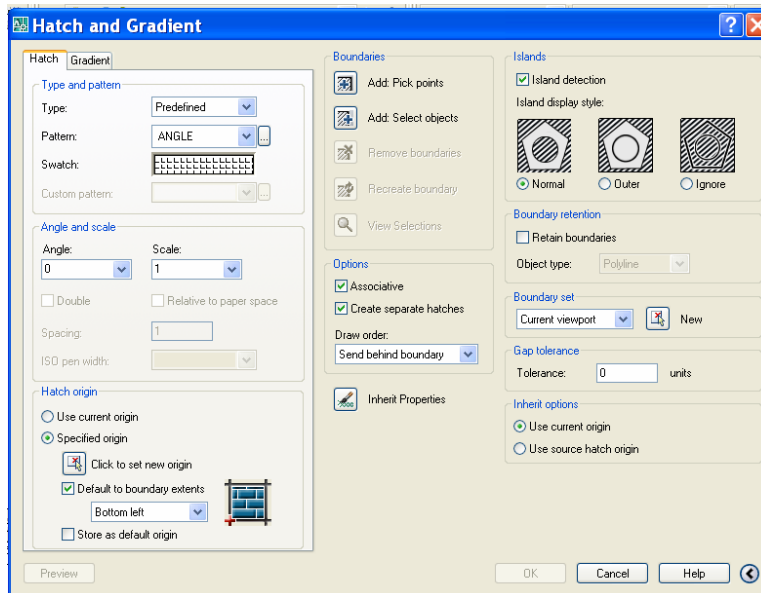 Hatch and Gradient
Hatch
Gradient
Type and pattern
Type:
Predefined
Pattern:
ANGLE
...
Swatch:
Custom pattern:
...
Angle and scale
Angle:
Scale:
0
1
Double
Relative to paper space
Spacing:
1
ISO pen width:
Hatch origin
Use current origin
Specified origin
Click to set new origin
Default to boundary extents
Bottom left
Store as default origin
Preview
Boundaries
Add: Pick points
Add: Select objects
Remove boundaries
Recreate boundary
View Selections
Options
Associative
Create separate hatches
Draw order:
Send behind boundary
Inherit Properties
Islands
Island detection
Island display style:
Normal
Outer
Ignore
Boundary retention
Retain boundaries
Object type:
Polyline
Boundary set
Current viewport
New
Gap tolerance
Tolerance:
0
units
Inherit options
Use current origin
Use source hatch origin
OK
Cancel
Help